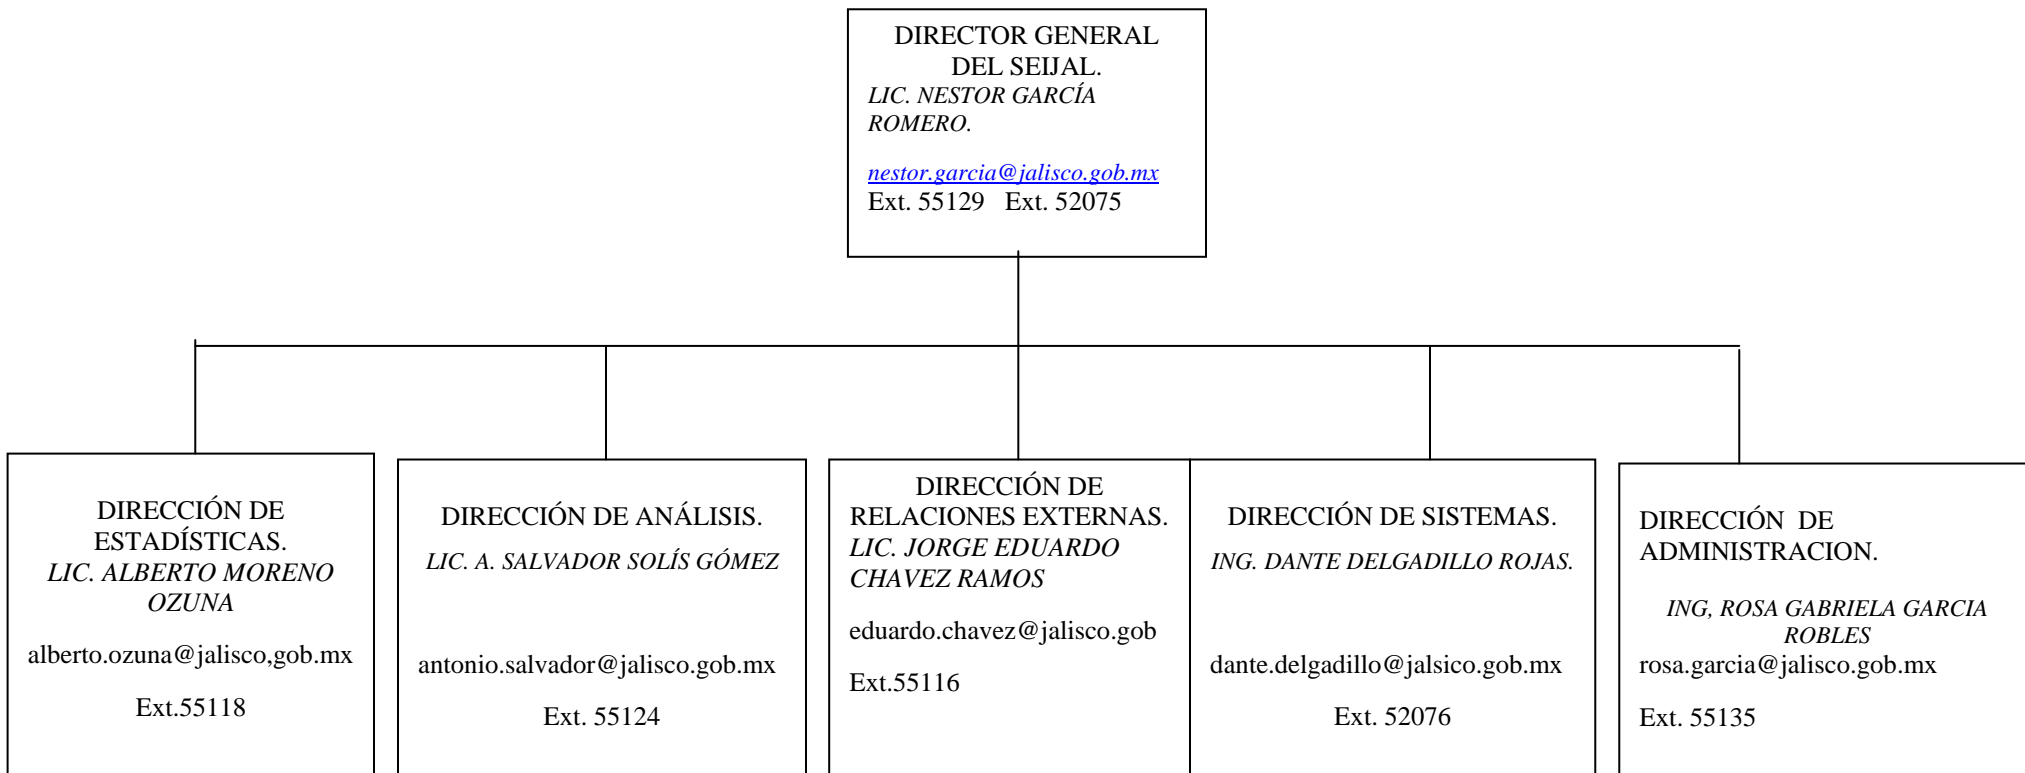 DIRECTOR GENERAL
DEL SEIJAL.
LIC. NESTOR GARCÍA
ROMERO.
nestor.garcia@jalisco.gob.mx
Ext. 55129   Ext. 52075
DIRECCIÓN DE
ESTADÍSTICAS.
LIC. ALBERTO MORENO
OZUNA
alberto.ozuna@jalisco,gob.mx
Ext.55118
DIRECCIÓN DE ANÁLISIS.
LIC. A. SALVADOR SOLÍS GÓMEZ
antonio.salvador@jalisco.gob.mx
Ext. 55124
DIRECCIÓN DE
RELACIONES EXTERNAS.
LIC. JORGE EDUARDO
CHAVEZ RAMOS
eduardo.chavez@jalisco.gob
Ext.55116
DIRECCIÓN DE SISTEMAS.
ING. DANTE DELGADILLO ROJAS.
dante.delgadillo@jalsico.gob.mx
Ext. 52076
DIRECCIÓN  DE
ADMINISTRACION.
ING, ROSA GABRIELA GARCIA
ROBLES
rosa.garcia@jalisco.gob.mx
Ext. 55135